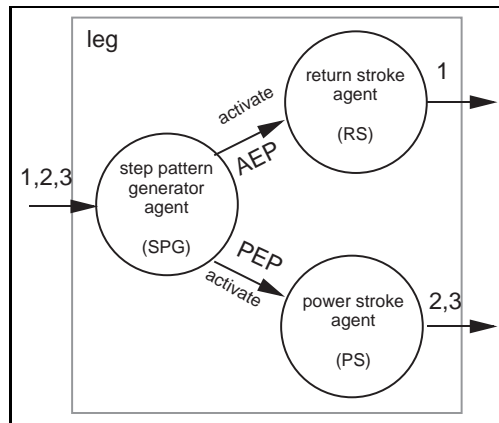 leg
return stroke
agent
(RS)
1
activate
AEP
1,2,3
step pattern
generator
agent
(SPG)
PEP
activate
power stroke
agent
(PS)
2,3